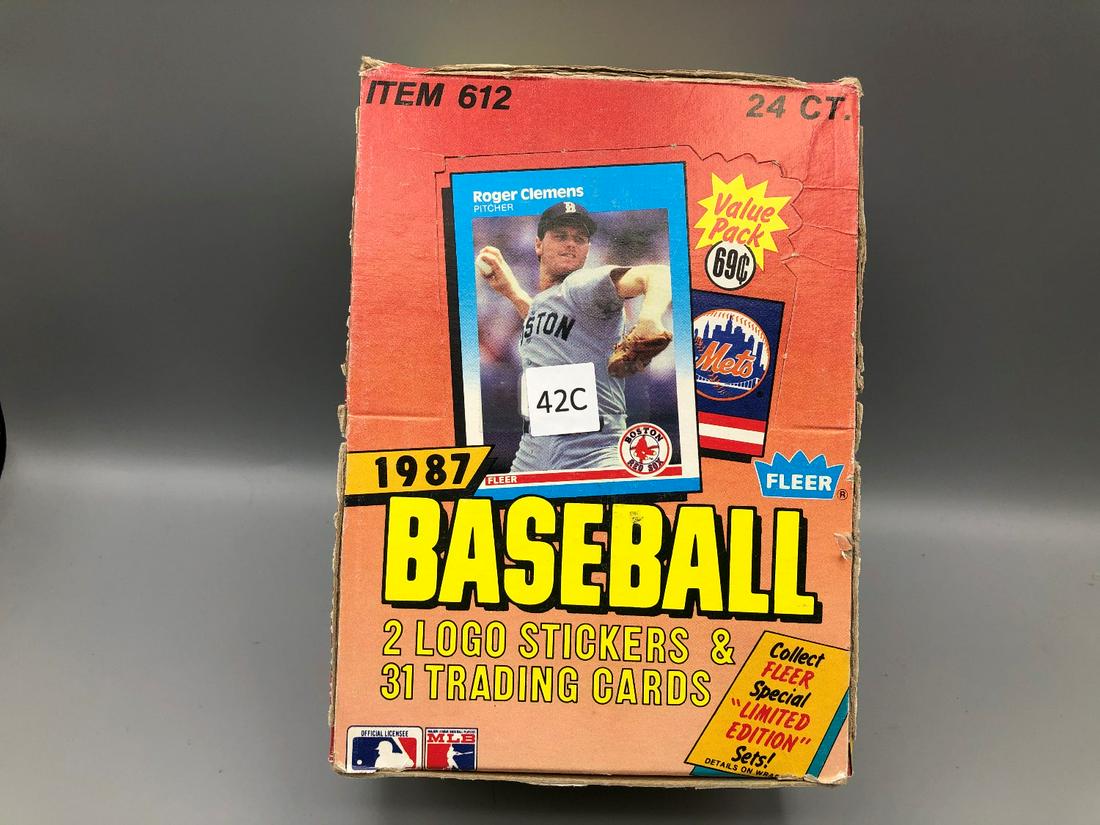 ITEM 612
24 CT.
Roger Clemens
PITCHER
B
Value
Pack
69¢
STON
Mets
42C
BOSTON
RED SOX
FLEER
1987
FLEER ®
BASEBALL
2 LOGO STICKERS &
31 TRADING CARDS
Collect
FLEER
Special
"LIMITED
EDITION"
Sets!
DETAILS ON
OFFICIAL LICENSEE
MLB